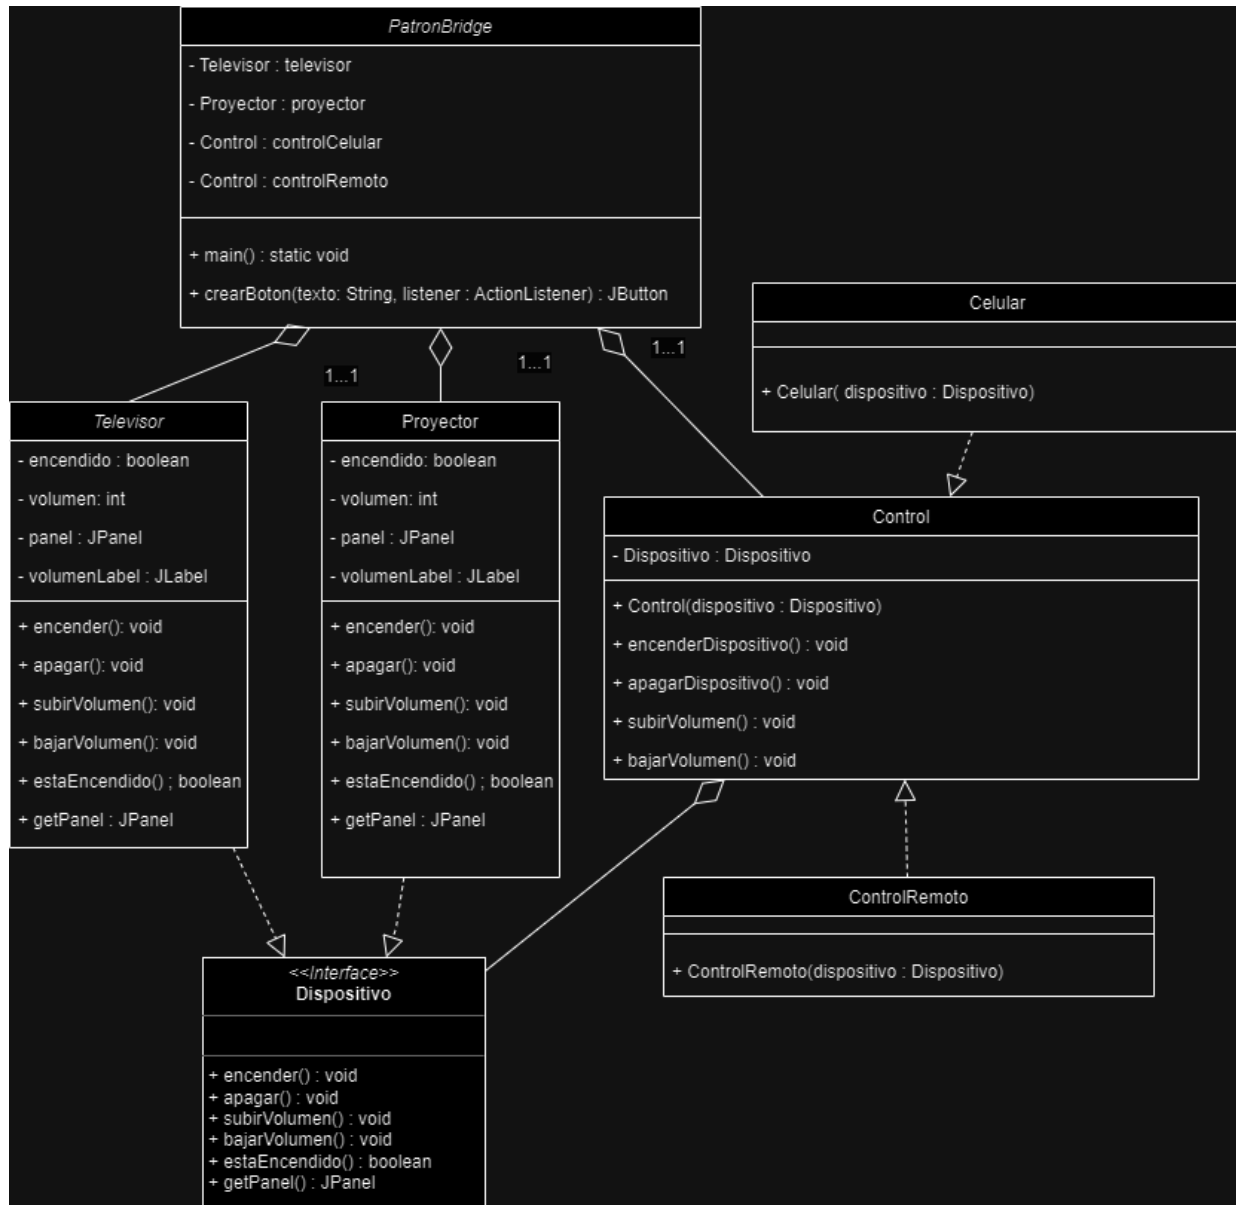 PatronBridge
- Televisor : televisor
- Proyector : proyector
- Control : controlCelular
- Control : controlRemoto
+ main() : static void
+ crearBoton(texto: String, listener : ActionListener) : JButton
1...1
1...1
1...1
Celular
+ Celular( dispositivo : Dispositivo)
Televisor
- encendido : boolean
- volumen: int
- panel : JPanel
- volumenLabel : JLabel
+ encender(): void
+ apagar(): void
+ subirVolumen(): void
+ bajarVolumen(): void
+ estaEncendido() ; boolean
+ getPanel : JPanel
Proyector
- encendido: boolean
- volumen: int
- panel : JPanel
- volumenLabel : JLabel
+ encender(): void
+ apagar(): void
+ subirVolumen(): void
+ bajarVolumen(): void
+ estaEncendido() ; boolean
+ getPanel : JPanel
Control
- Dispositivo : Dispositivo
+ Control(dispositivo : Dispositivo)
+ encenderDispositivo() : void
+ apagarDispositivo() : void
+ subirVolumen() : void
+ bajarVolumen() : void
ControlRemoto
+ ControlRemoto(dispositivo : Dispositivo)
<<Interface>>
Dispositivo
+ encender() : void
+ apagar() : void
+ subirVolumen() : void
+ bajarVolumen() : void
+ estaEncendido() : boolean
+ getPanel() : JPanel